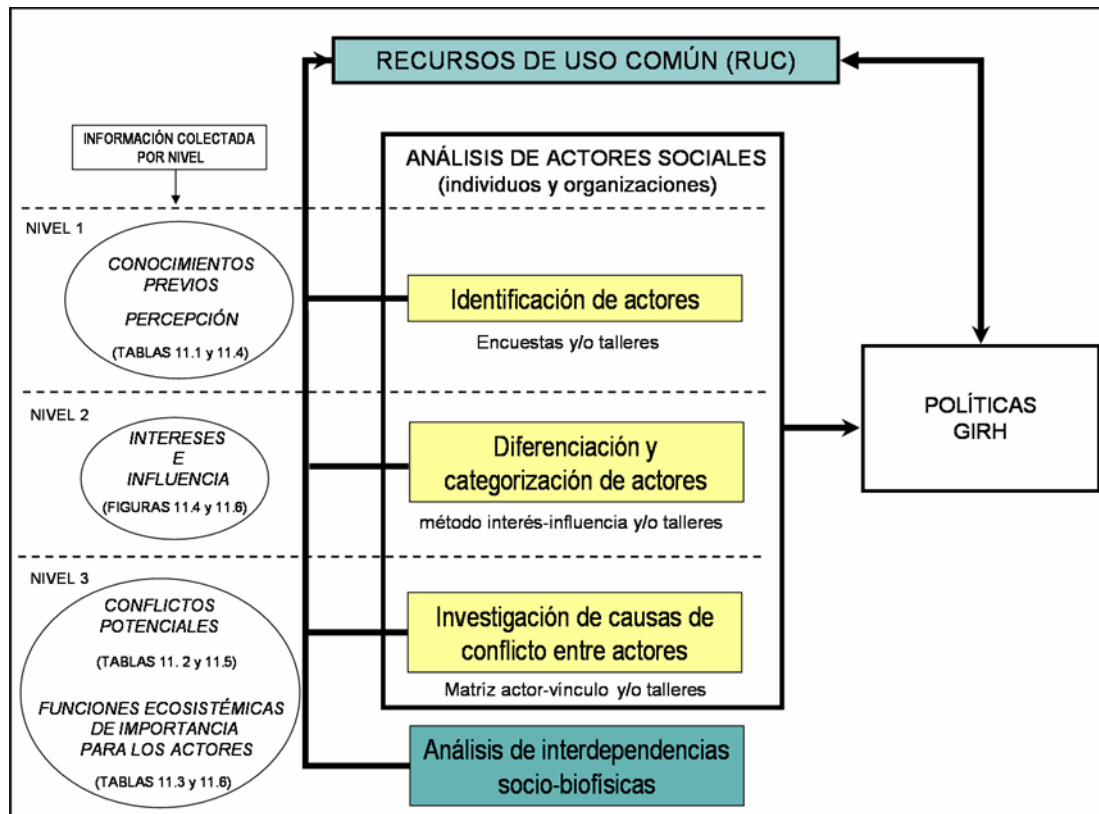 RECURSOS DE USO COMÚN (RUC)
INFORMACIÓN COLECTADA
POR NIVEL
ANÁLISIS DE ACTORES SOCIALES
(individuos y organizaciones)
NIVEL 1
CONOCIMIENTOS
PREVIOS
PERCEPCIÓN
(TABLAS 11.1 y 11.4)
Identificación de actores
Encuestas y/o talleres
NIVEL 2
INTERESES
E
INFLUENCIA
(FIGURAS 11.4 y 11.6)
Diferenciación y
categorización de actores
método interés-influencia y/o talleres
POLÍTICAS
GIRH
NIVEL 3
CONFLICTOS
POTENCIALES
(TABLAS 11. 2 y 11.5)
FUNCIONES ECOSISTÉMICAS
DE IMPORTANCIA
PARA LOS ACTORES
(TABLAS 11.3 y 11.6)
Investigación de causas de
conflicto entre actores
Matríz actor-vínculo y/o talleres
Análisis de interdependencias
socio-biofísicas